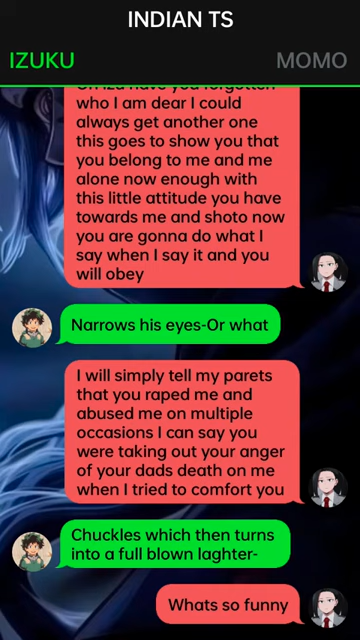 INDIAN TS
IZUKU MOMO
who I am dear I could
always get another one
this goes to show you that
you belong to me and me
alone now enough with
this little attitude you have
towards me and shoto now
you are gonna do what I
say when I say it and you
will obey
Narrows his eyes-Or what
I will simply tell my parets
that you raped me and
abused me on multiple
occasions I can say you
were taking out your anger
of your dads death on me
when I tried to comfort you
Chuckles which then turns
into a full blown laghter-
Whats so funny